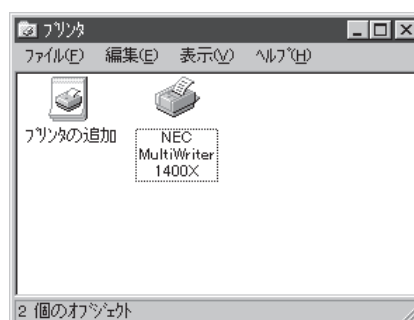 プリンタ
ファイル(F) 編集(E) 表示(V) ヘルプ(H)
プリンタの追加
NEC
MultiWriter
1400X
2 個のオブジェクト